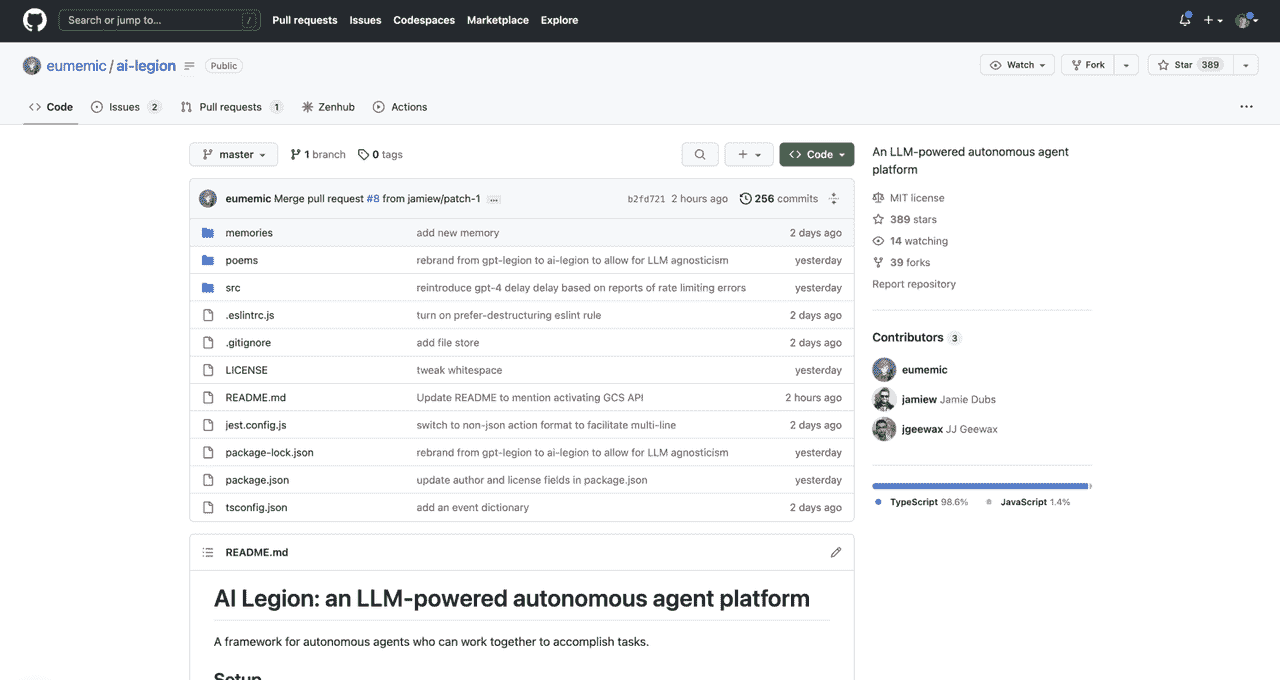 Search or jump to... / Pull requests Issues Codespaces Marketplace Explore
eumemic / ai-legion Public Watch Fork Star 389
Code Issues 2 Pull requests 1 Zenhub Actions
master 1 branch 0 tags Code
eumemic Merge pull request #8 from jamiew/patch-1 ... b2fd721 2 hours ago 256 commits
memories add new memory 2 days ago
poems rebrand from gpt-legion to ai-legion to allow for LLM agnosticism yesterday
src reintroduce gpt-4 delay delay based on reports of rate limiting errors yesterday
.eslintrc.js turn on prefer-destructuring eslint rule 2 days ago
.gitignore add file store 2 days ago
LICENSE tweak whitespace yesterday
README.md Update README to mention activating GCS API 2 hours ago
jest.config.js switch to non-json action format to facilitate multi-line 2 days ago
package-lock.json rebrand from gpt-legion to ai-legion to allow for LLM agnosticism yesterday
package.json update author and license fields in package.json yesterday
tsconfig.json add an event dictionary 2 days ago
README.md
AI Legion: an LLM-powered autonomous agent platform
A framework for autonomous agents who can work together to accomplish tasks.
Setup
An LLM-powered autonomous agent
platform
MIT license
389 stars
14 watching
39 forks
Report repository
Contributors 3
eumemic
jamiew Jamie Dubs
jgeewax JJ Geewax
TypeScript 98.6% JavaScript 1.4%